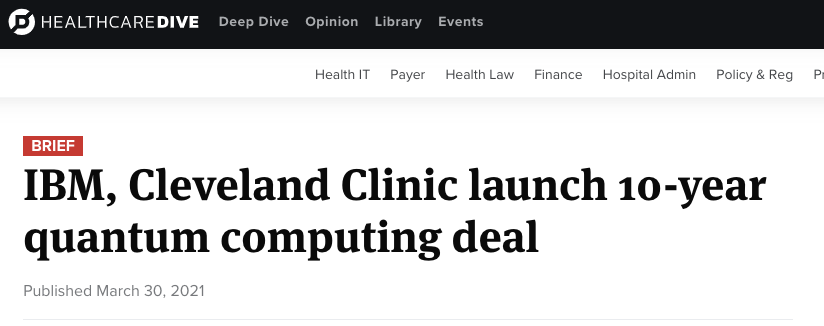 HEALTHCAREDIVE Deep Dive Opinion Library Events
Health IT Payer Health Law Finance Hospital Admin Policy & Reg
BRIEF
IBM, Cleveland Clinic launch 10-year
quantum computing deal
Published March 30, 2021